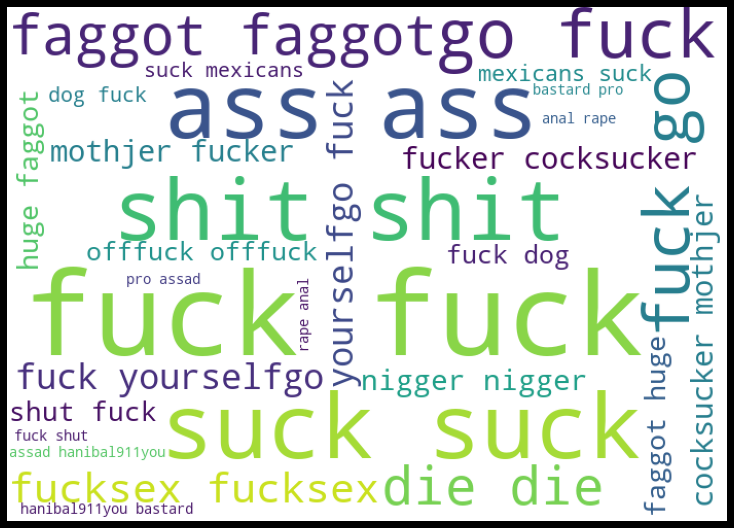 faggot faggot
go fuck
suck mexicans
mexicans suck
dog fuck
bastard pro
ass ass
anal rape
huge faggot
mothjer fucker
yourselfgo fuck
fucker cocksucker
fuck go
shit shit
offfuck offfuck
fuck dog
cocksucker mothjer
pro assad
rape anal
fuck fuck
fuck yourselfgo
nigger nigger
faggot huge
shut fuck
suck suck
fuck shut
assad hanibal911you
fucksex fucksex
die die
hanibal911you bastard